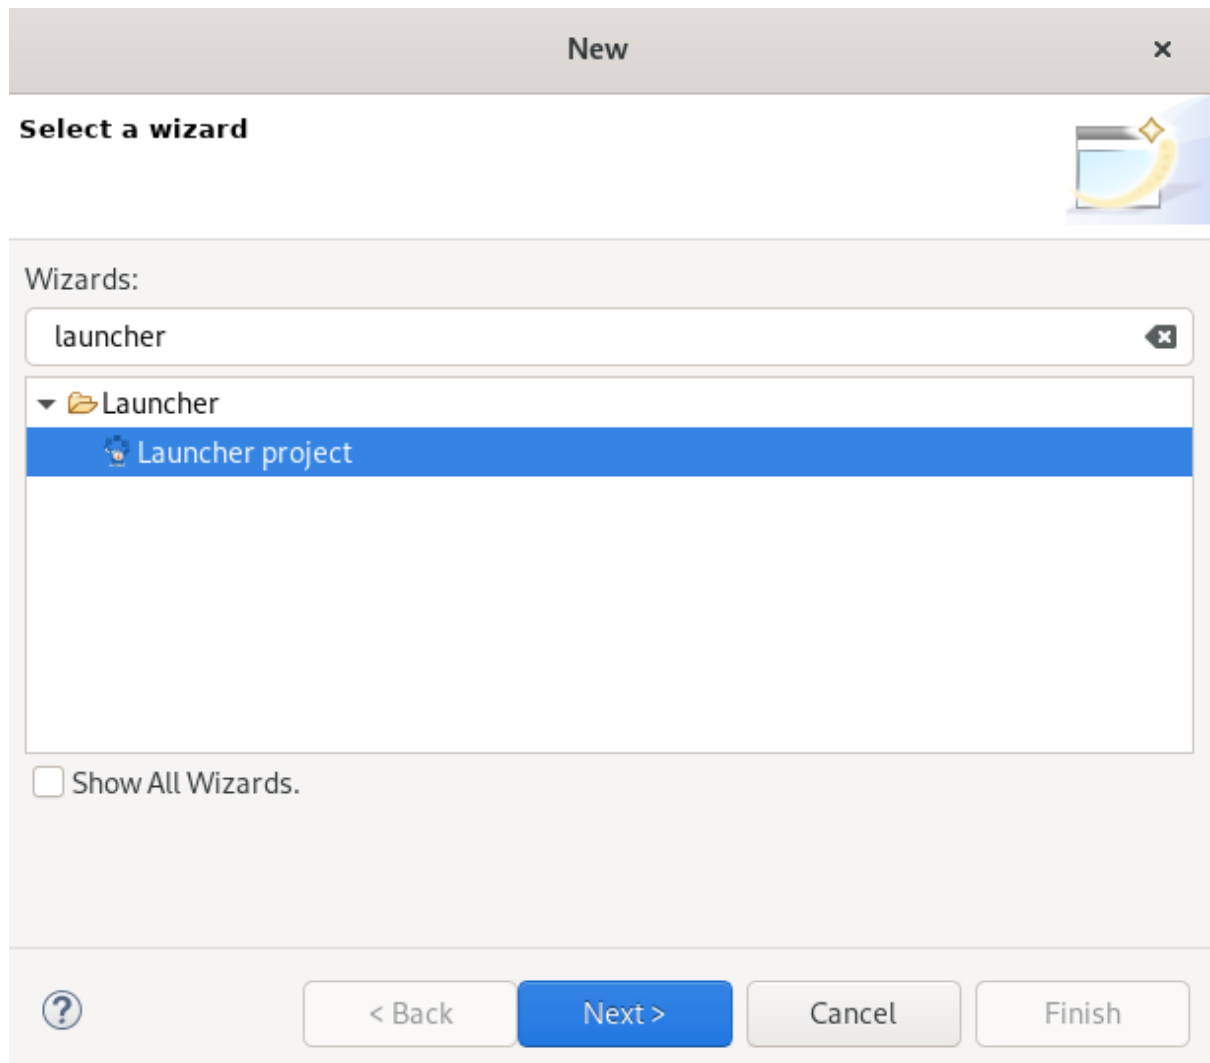 New
Select a wizard
Wizards:
launcher
Launcher
Launcher project
Show All Wizards.
< Back Next > Cancel Finish